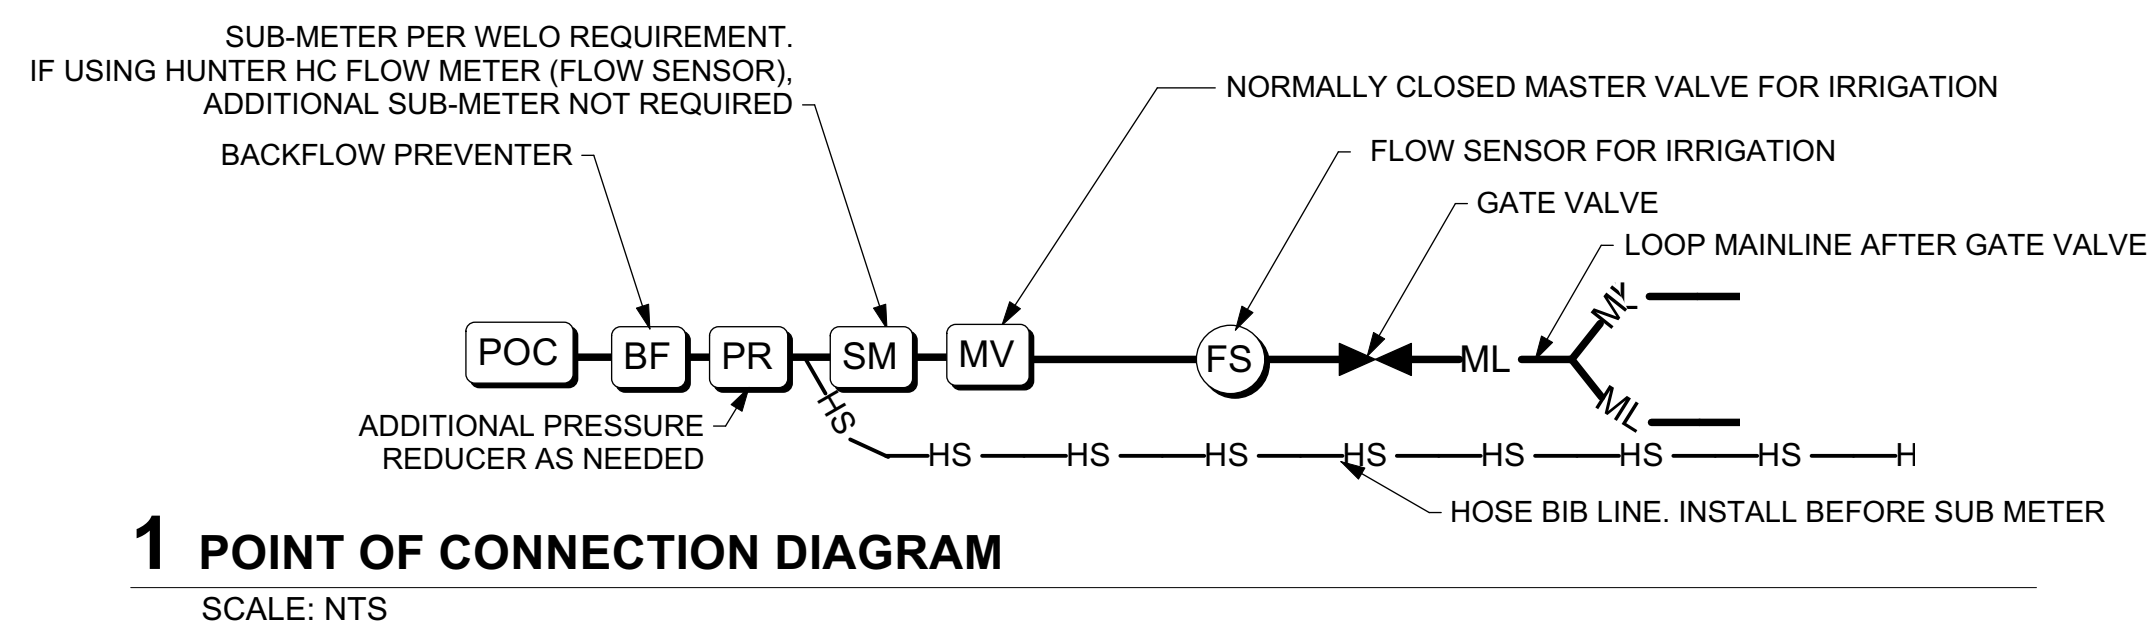 SUB-METER PER WELO REQUIREMENT.
IF USING HUNTER HC FLOW METER (FLOW SENSOR),
ADDITIONAL SUB-METER NOT REQUIRED
NORMALLY CLOSED MASTER VALVE FOR IRRIGATION
BACKFLOW PREVENTER
FLOW SENSOR FOR IRRIGATION
GATE VALVE
LOOP MAINLINE AFTER GATE VALVE
ML
POC BF PR SM MV FS ML
ML
HS
ADDITIONAL PRESSURE
REDUCER AS NEEDED
HS HS HS HS HS HS HS H
HOSE BIB LINE. INSTALL BEFORE SUB METER
1 POINT OF CONNECTION DIAGRAM
SCALE: NTS